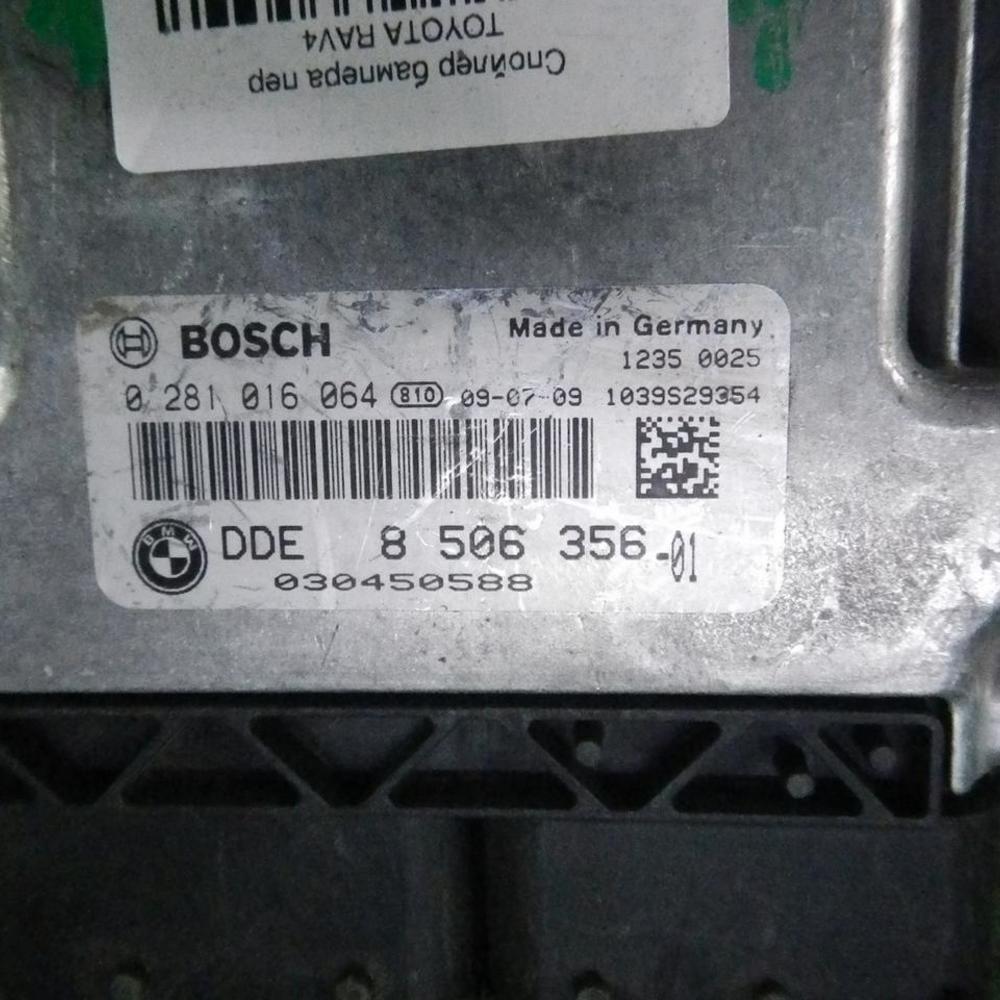 Спойлер бампера пер
TOYOTA RAV4
BOSCH
Made in Germany
1235 0025
0 281 016 064 810 09-07-09 1039S29354
BMW
DDE 8 506 356-01
030450588